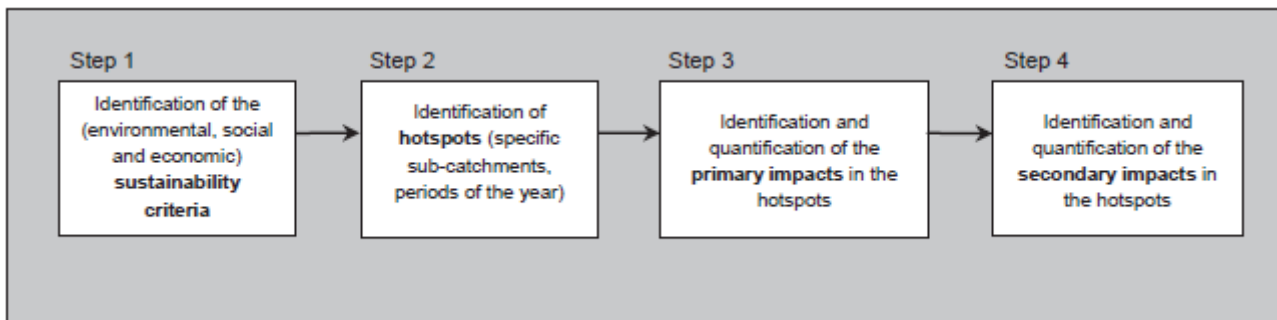 Step 1
Identification of the
(environmental, social
and economic)
sustainability
criteria
Step 2
Identification of
hotspots (specific
sub-catchments,
periods of the year)
Step 3
Identification and
quantification of the
primary impacts in the
hotspots
Step 4
Identification and
quantification of the
secondary impacts in
the hotspots